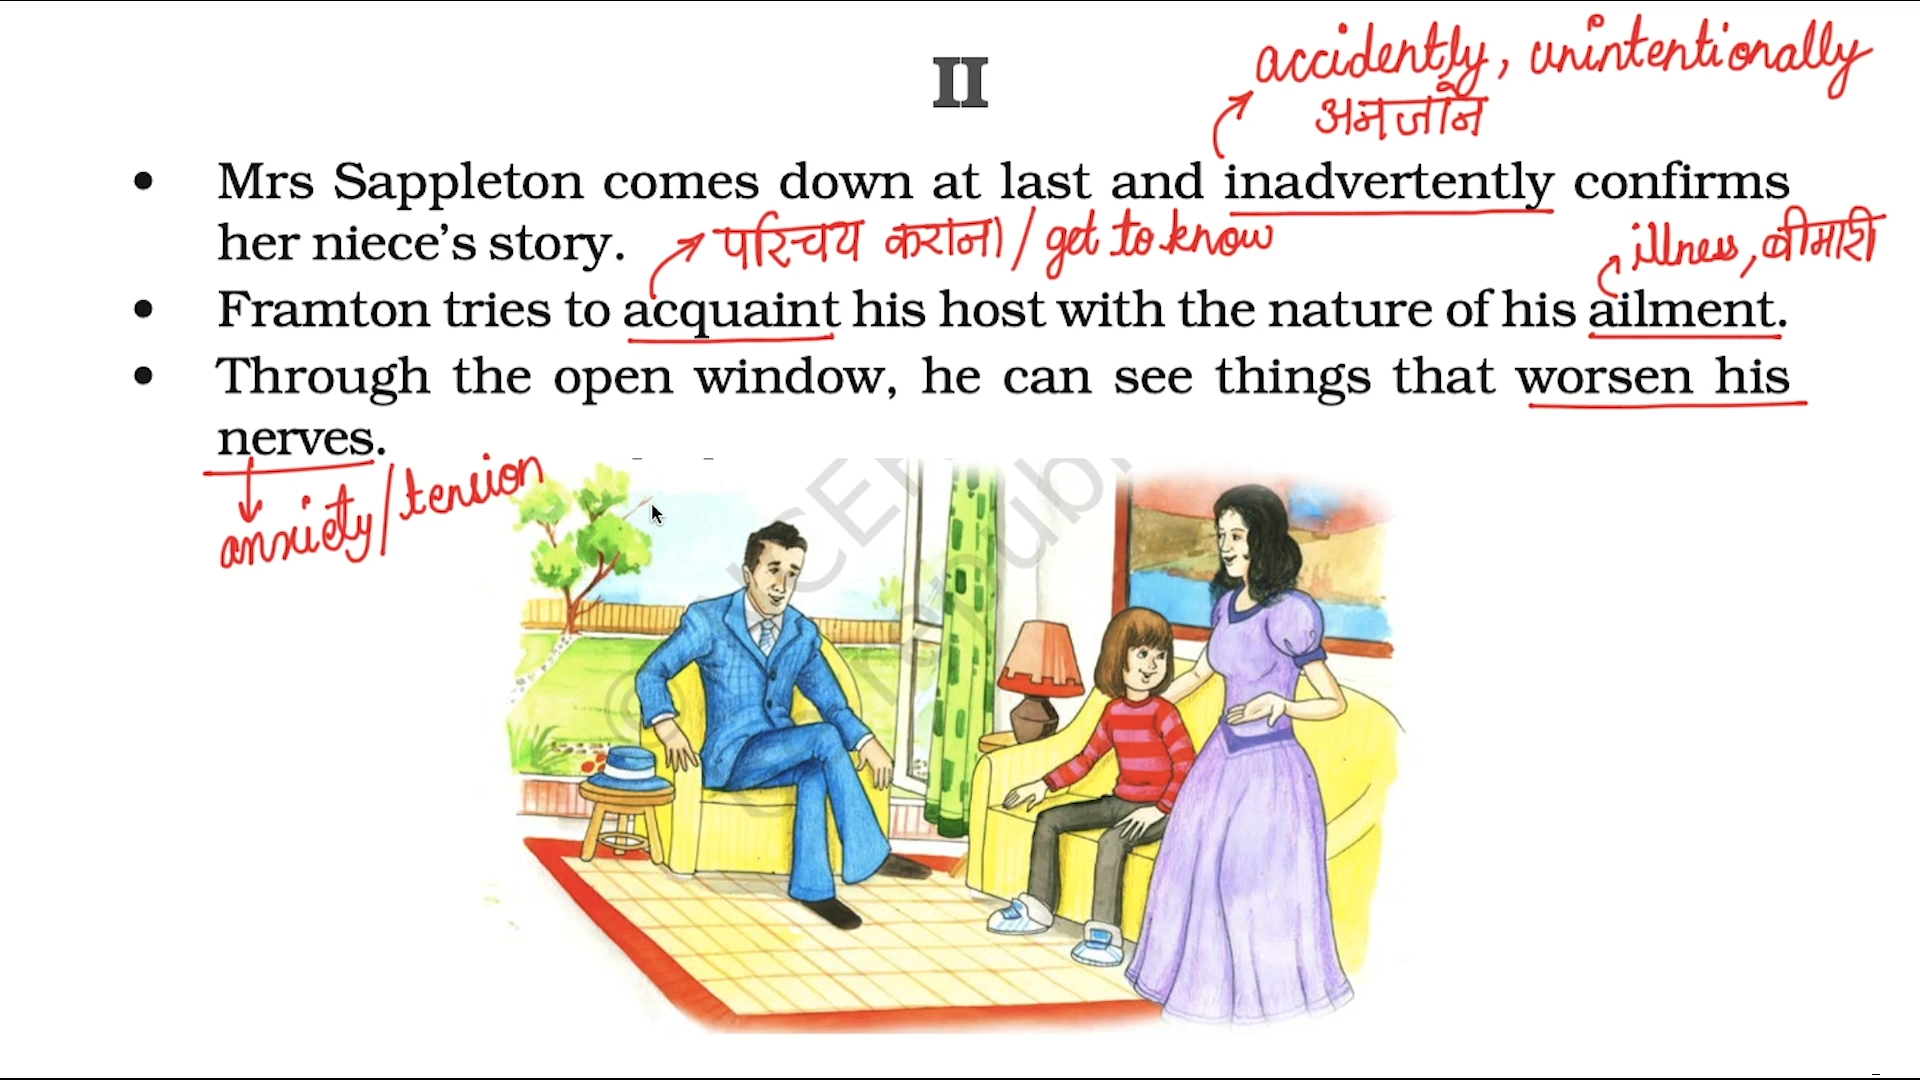 II
accidently, unintentionally
अनजाने
• Mrs Sappleton comes down at last and inadvertently confirms
her niece's story.
परिचय कराना / get to know
illness, बीमारी
• Framton tries to acquaint his host with the nature of his ailment.
• Through the open window, he can see things that worsen his
nerves.
anxiety/tension